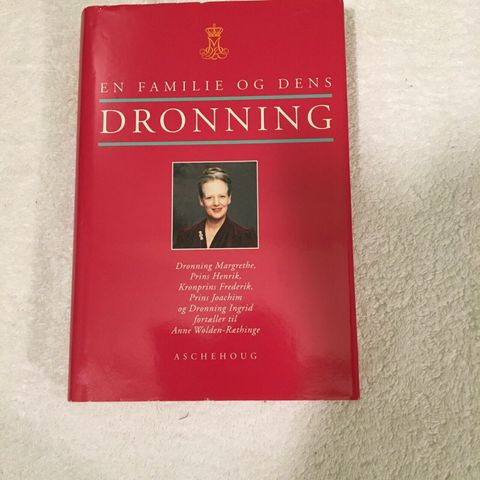 EN FAMILIE OG DENS
DRONNING
Dronning Margrethe,
Prins Henrik,
Kronprins Frederik,
Prins Joachim
og Dronning Ingrid
fortæller til
Anne Wolden-Ræthinge
ASCHEHOUG